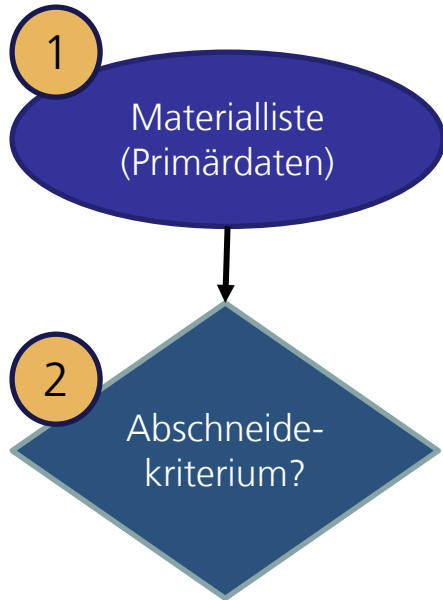 1
Materialliste
(Primärdaten)
2
Abschneide-
kriterium?